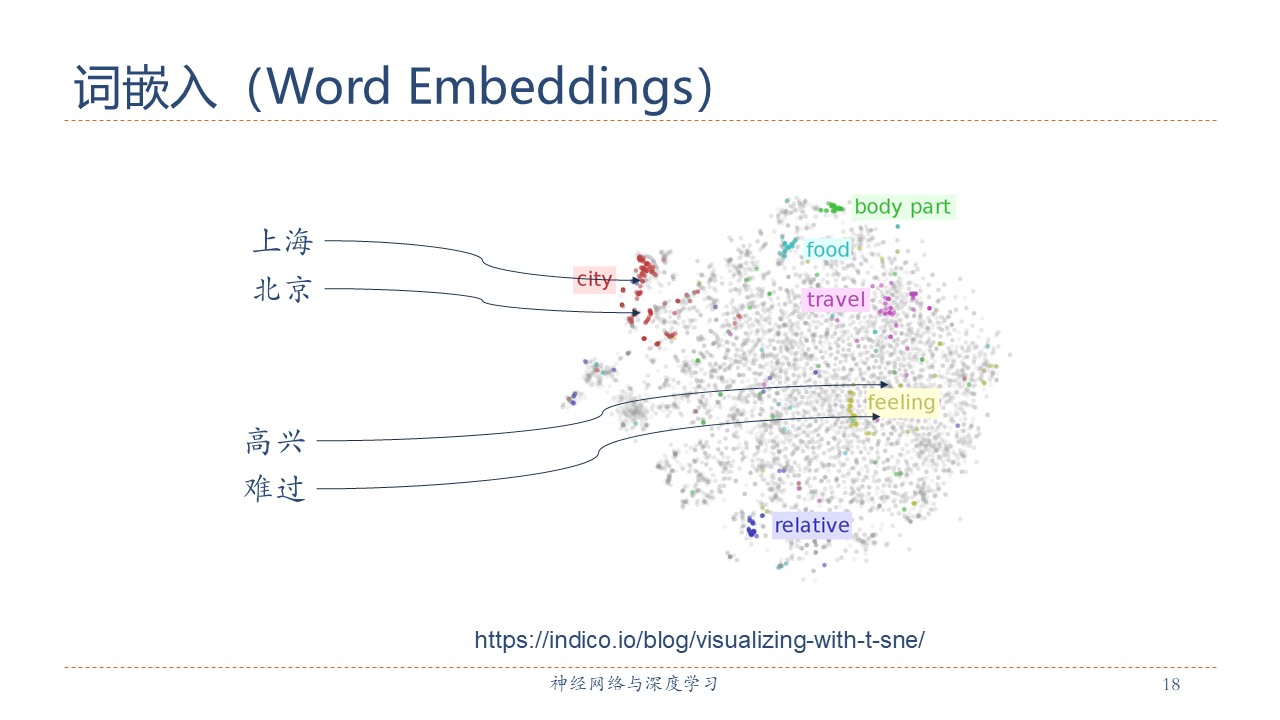 词嵌入（Word Embeddings）
上海
北京
高兴
难过
body part
food
city
travel
feeling
relative
https://indico.io/blog/visualizing-with-t-sne/
神经网络与深度学习
18